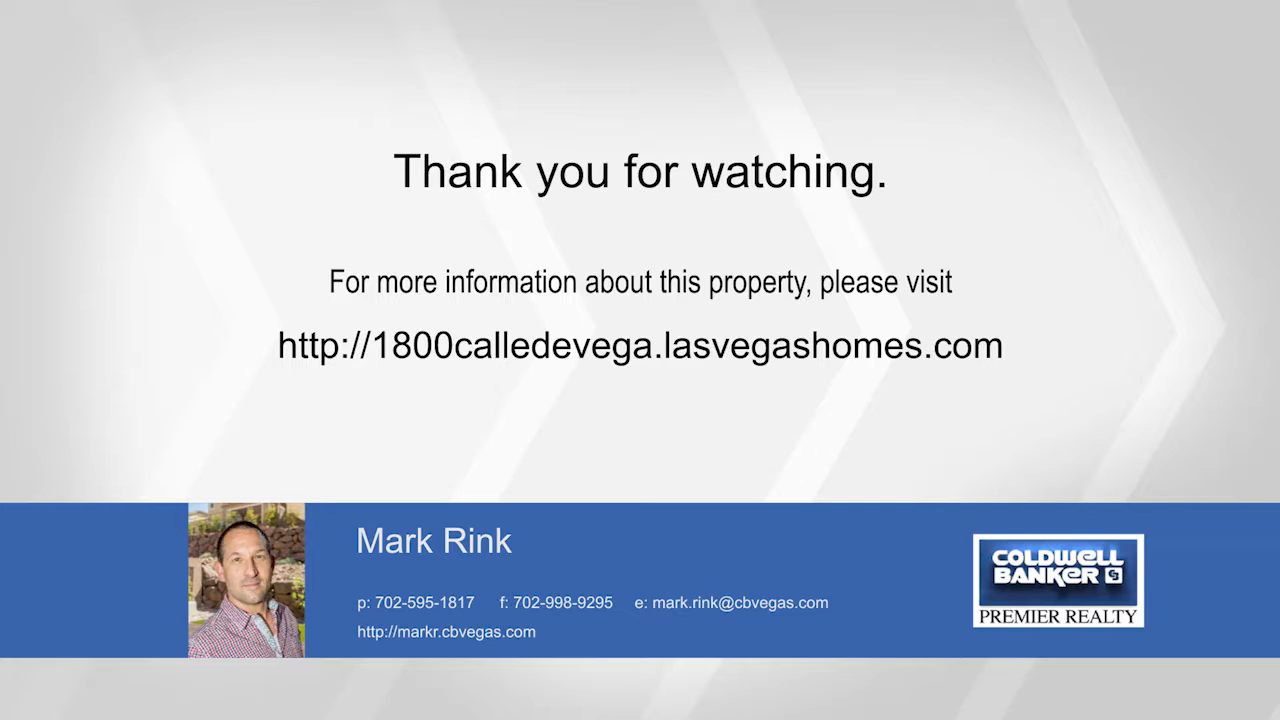 Thank you for watching.
For more information about this property, please visit
http://1800calledevega.lasvegashomes.com
Mark Rink
p: 702-595-1817 f: 702-998-9295 e: mark.rink@cbvegas.com
http://markr.cbvegas.com
COLDWELL
BANKER CB
PREMIER REALTY